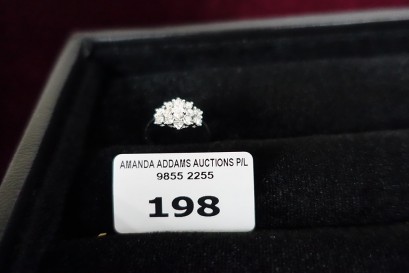 AMANDA ADDAMS AUCTIONS P/L
9855 2255
198